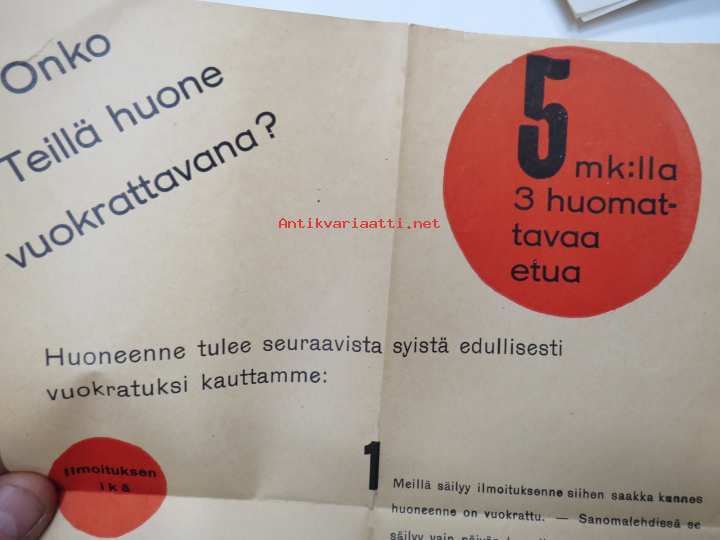 Onko
Teillä huone
vuokrattavana?
5
mk:lla
3 huomat-
tavaa
etua
Antikvariaatti.net
Huoneenne tulee seuraavista syistä edullisesti
vuokratuksi kauttamme:
Ilmoituksen
ikä
1
Meillä säilyy ilmoituksenne siihen saakka kunnes
huoneenne on vuokrattu. — Sanomalehdissä se
säilyy vain päivän